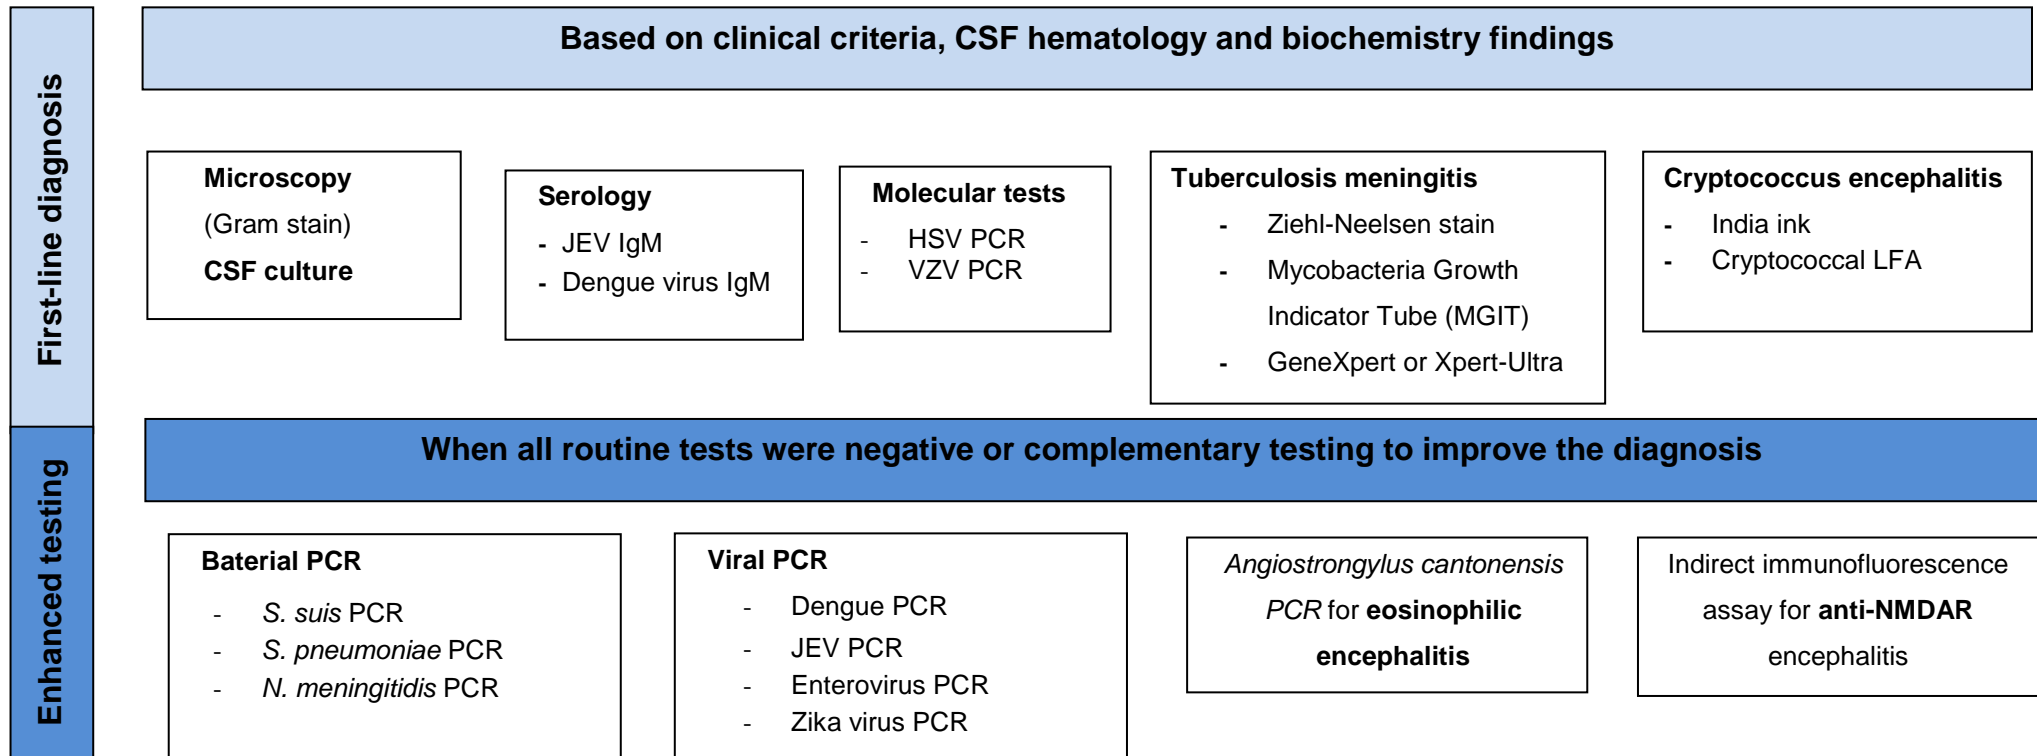 First-line diagnosis
Based on clinical criteria, CSF hematology and biochemistry findings
Microscopy
(Gram stain)
CSF culture
Serology
- JEV IgM
- Dengue virus IgM
Molecular tests
- HSV PCR
- VZV PCR
Tuberculosis meningitis
- Ziehl-Neelsen stain
- Mycobacteria Growth
Indicator Tube (MGIT)
- GeneXpert or Xpert-Ultra
Cryptococcus encephalitis
- India ink
- Cryptococcal LFA
Enhanced testing
When all routine tests were negative or complementary testing to improve the diagnosis
Baterial PCR
- S. suis PCR
- S. pneumoniae PCR
- N. meningitidis PCR
Viral PCR
- Dengue PCR
- JEV PCR
- Enterovirus PCR
- Zika virus PCR
Angiostrongylus cantonensis
PCR for eosinophilic
encephalitis
Indirect immunofluorescence
assay for anti-NMDAR
encephalitis